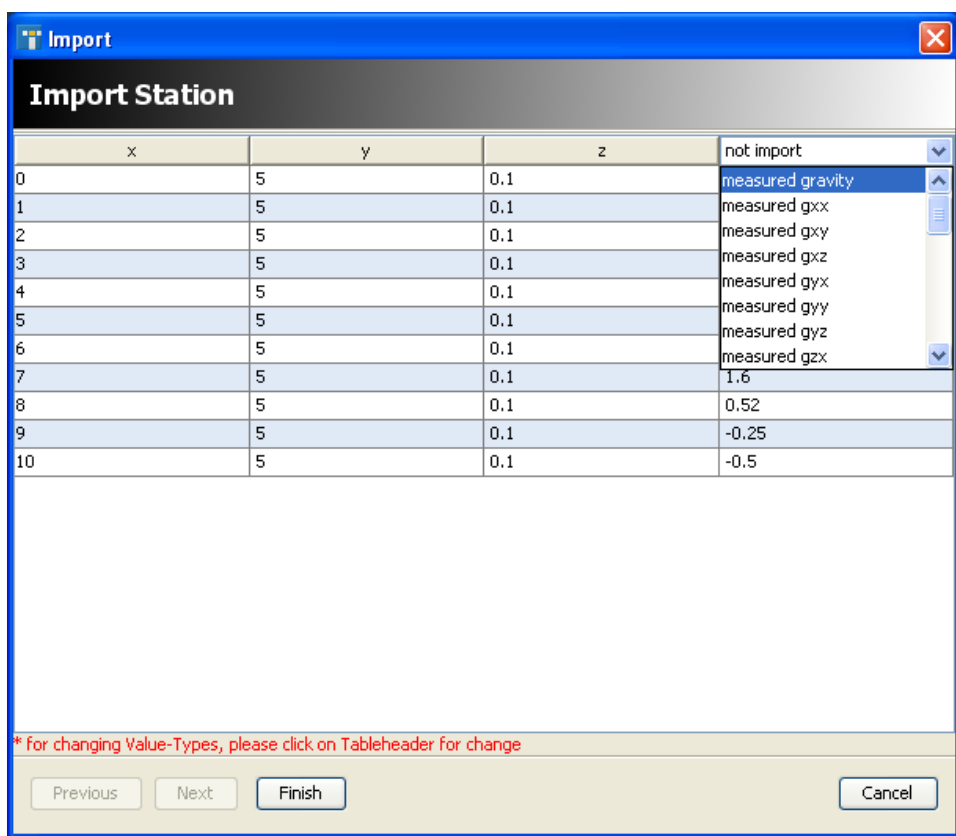 Import
Import Station
x y z not import
0 5 0.1 measured gravity
1 5 0.1 measured gxx
2 5 0.1 measured gxy
3 5 0.1 measured gxz
4 5 0.1 measured gyx
5 5 0.1 measured gyy
6 5 0.1 measured gyz
measured gzx
7 5 0.1 1.6
8 5 0.1 0.52
9 5 0.1 -0.25
10 5 0.1 -0.5
* for changing Value-Types, please click on Tableheader for change
Previous Next Finish Cancel